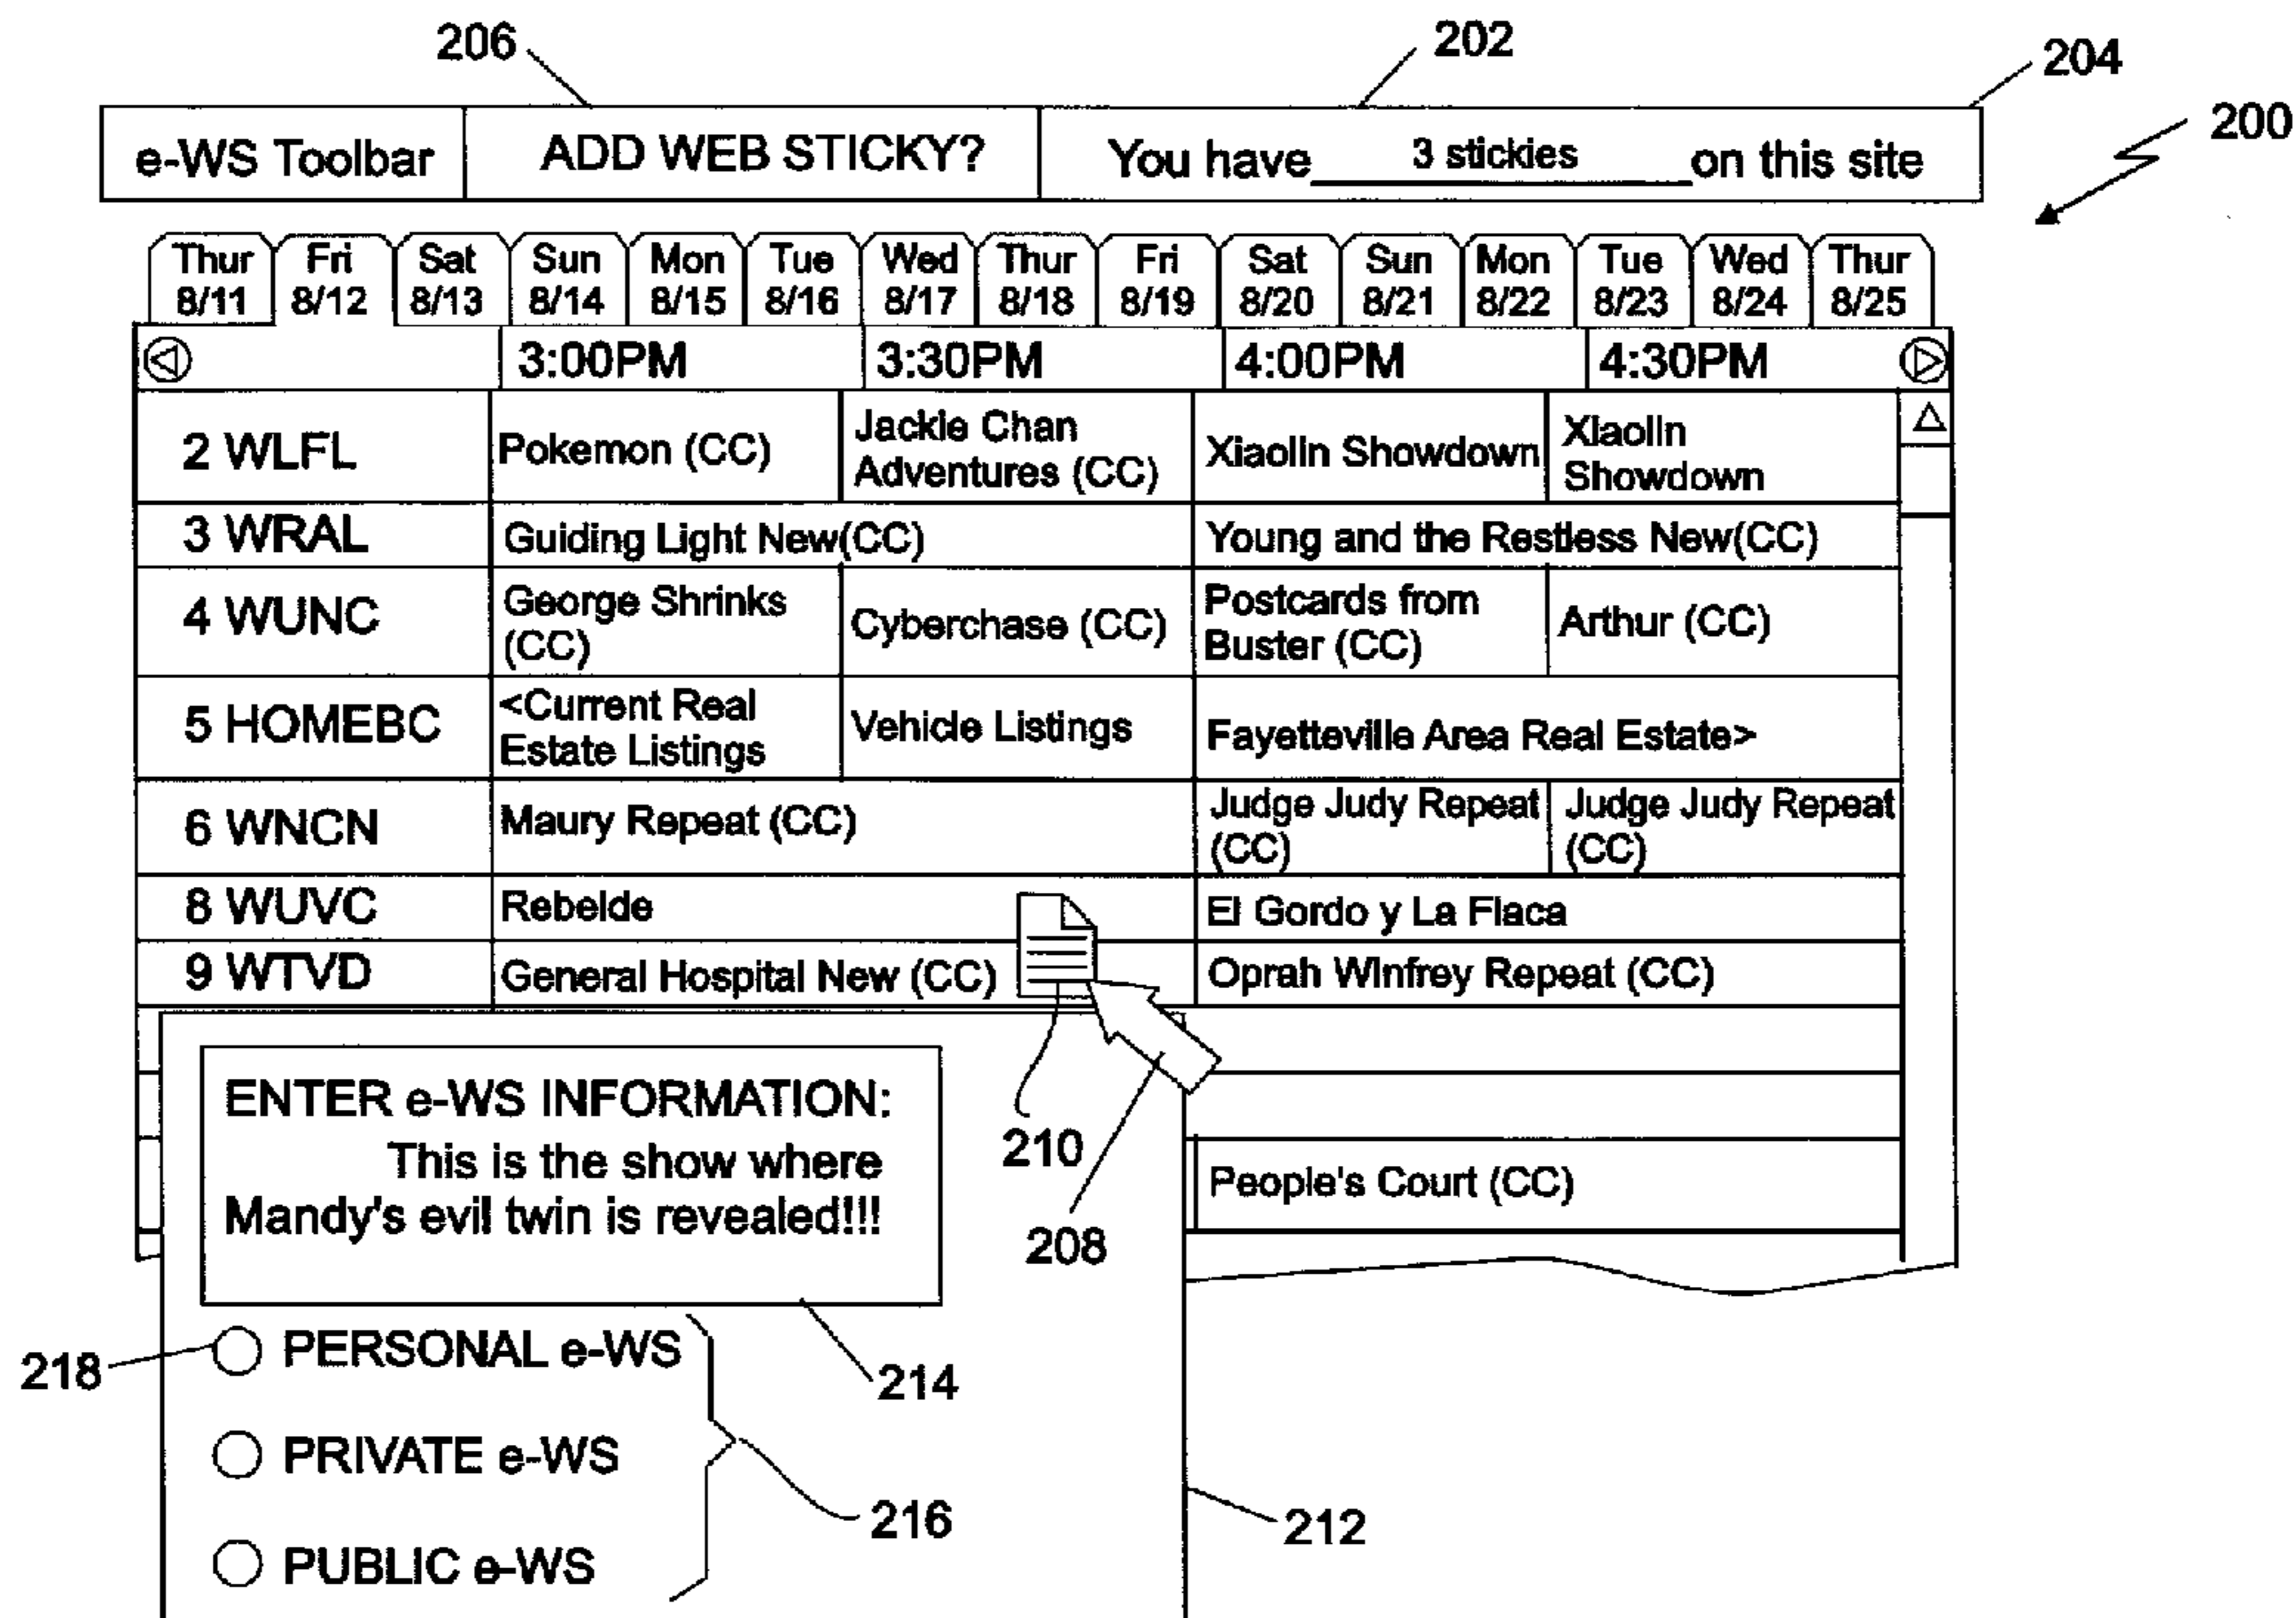 206
202
204
200
e-WS Toolbar ADD WEB STICKY? You have 3 stickies on this site
Thur Fri Sat Sun Mon Tue Wed Thur Fri Sat Sun Mon Tue Wed Thur
8/11 8/12 8/13 8/14 8/15 8/16 8/17 8/18 8/19 8/20 8/21 8/22 8/23 8/24 8/25
3:00PM 3:30PM 4:00PM 4:30PM
2 WLFL
Pokemon (CC)
Jackie Chan
Adventures (CC)
Xiaolin Showdown
Xiaolin
Showdown
3 WRAL
Guiding Light New(CC)
Young and the Restless New(CC)
4 WUNC
George Shrinks
(CC)
Cyberchase (CC)
Postcards from
Buster (CC)
Arthur (CC)
5 HOMEBC
<Current Real
Estate Listings
Vehicle Listings
Fayetteville Area Real Estate>
6 WNCN
Maury Repeat (CC)
Judge Judy Repeat
(CC)
Judge Judy Repeat
(CC)
8 WUVC
Rebelde
El Gordo y La Flaca
9 WTVD
General Hospital New (CC)
Oprah Winfrey Repeat (CC)
ENTER e-WS INFORMATION:
This is the show where
Mandy's evil twin is revealed!!!
210
208
People's Court (CC)
218
PERSONAL e-WS
214
PRIVATE e-WS
216
212
PUBLIC e-WS